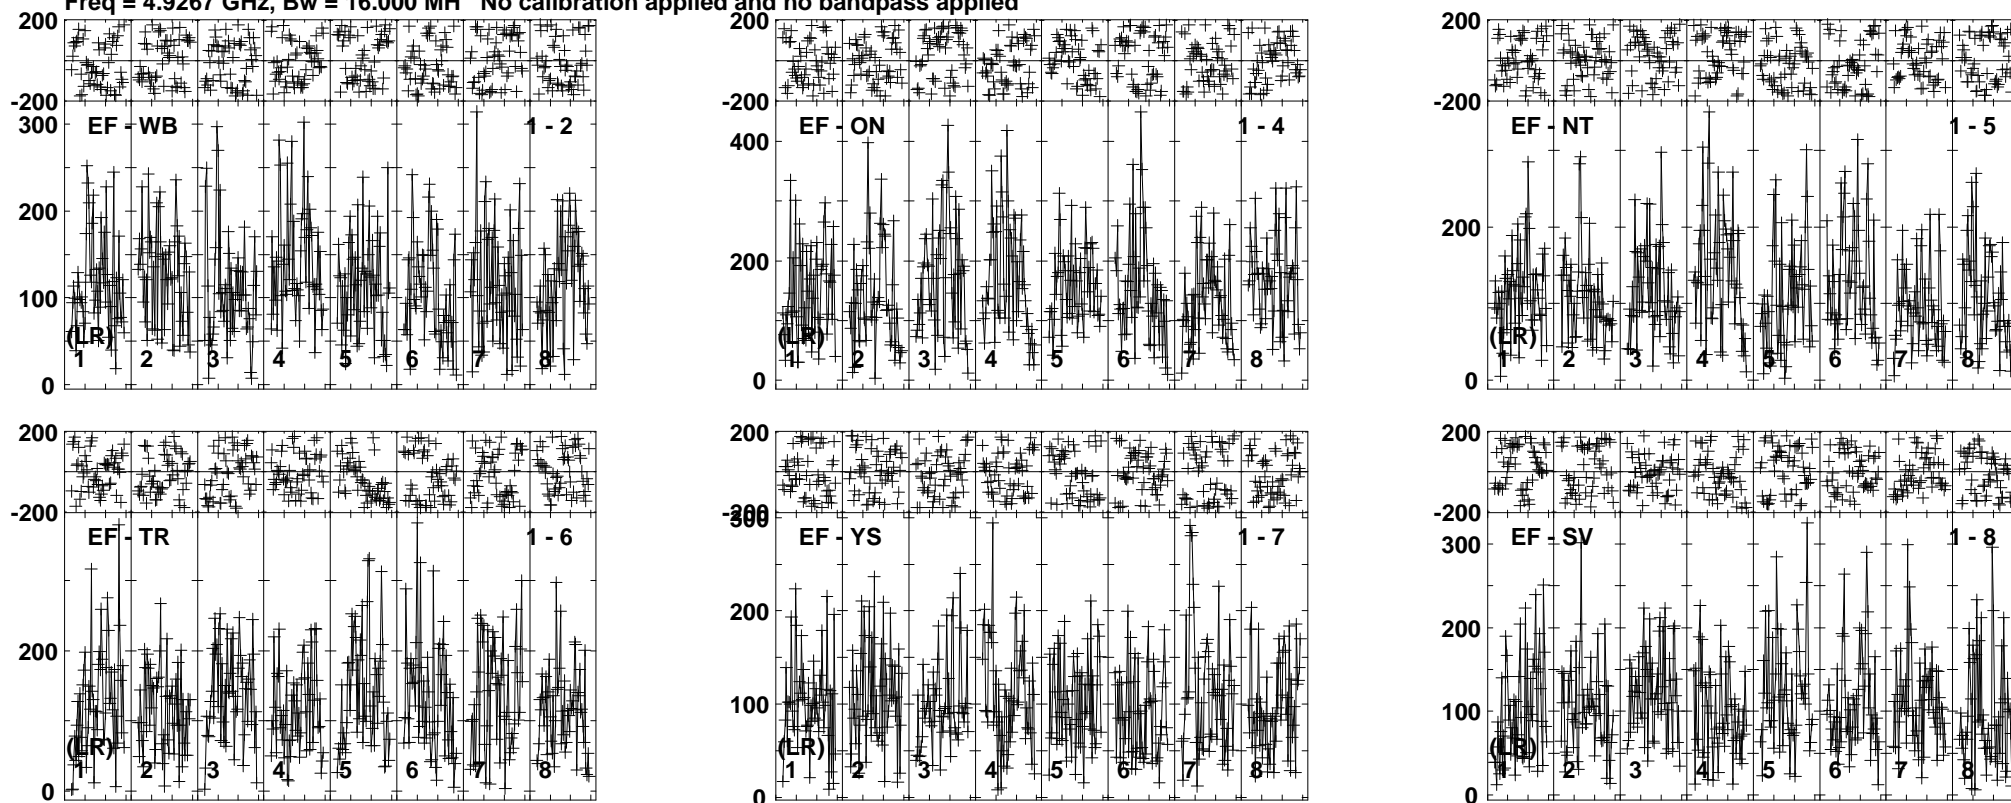 Freq = 4.9267 GHz, Bw = 16.000 MH No calibration applied and no bandpass applied
200
-200
300
200
100
0
EF - WB
1 - 2
(LR)
1 2 3 4 5 6 7 8
-200
200
400
200
0
EF - ON
1 - 4
(LR)
1 2 3 4 5 6 7 8
200
-200
200
0
EF - NT
1 - 5
(LR)
1 2 3 4 5 6 7 8
200
-200
200
0
EF - TR
1 - 6
(LR)
1 2 3 4 5 6 7 8
200
-200
300
200
100
0
EF - YS
1 - 7
(LR)
1 2 3 4 5 6 7 8
200
-200
300
200
100
0
EF - SV
1 - 8
(LR)
1 2 3 4 5 6 7 8